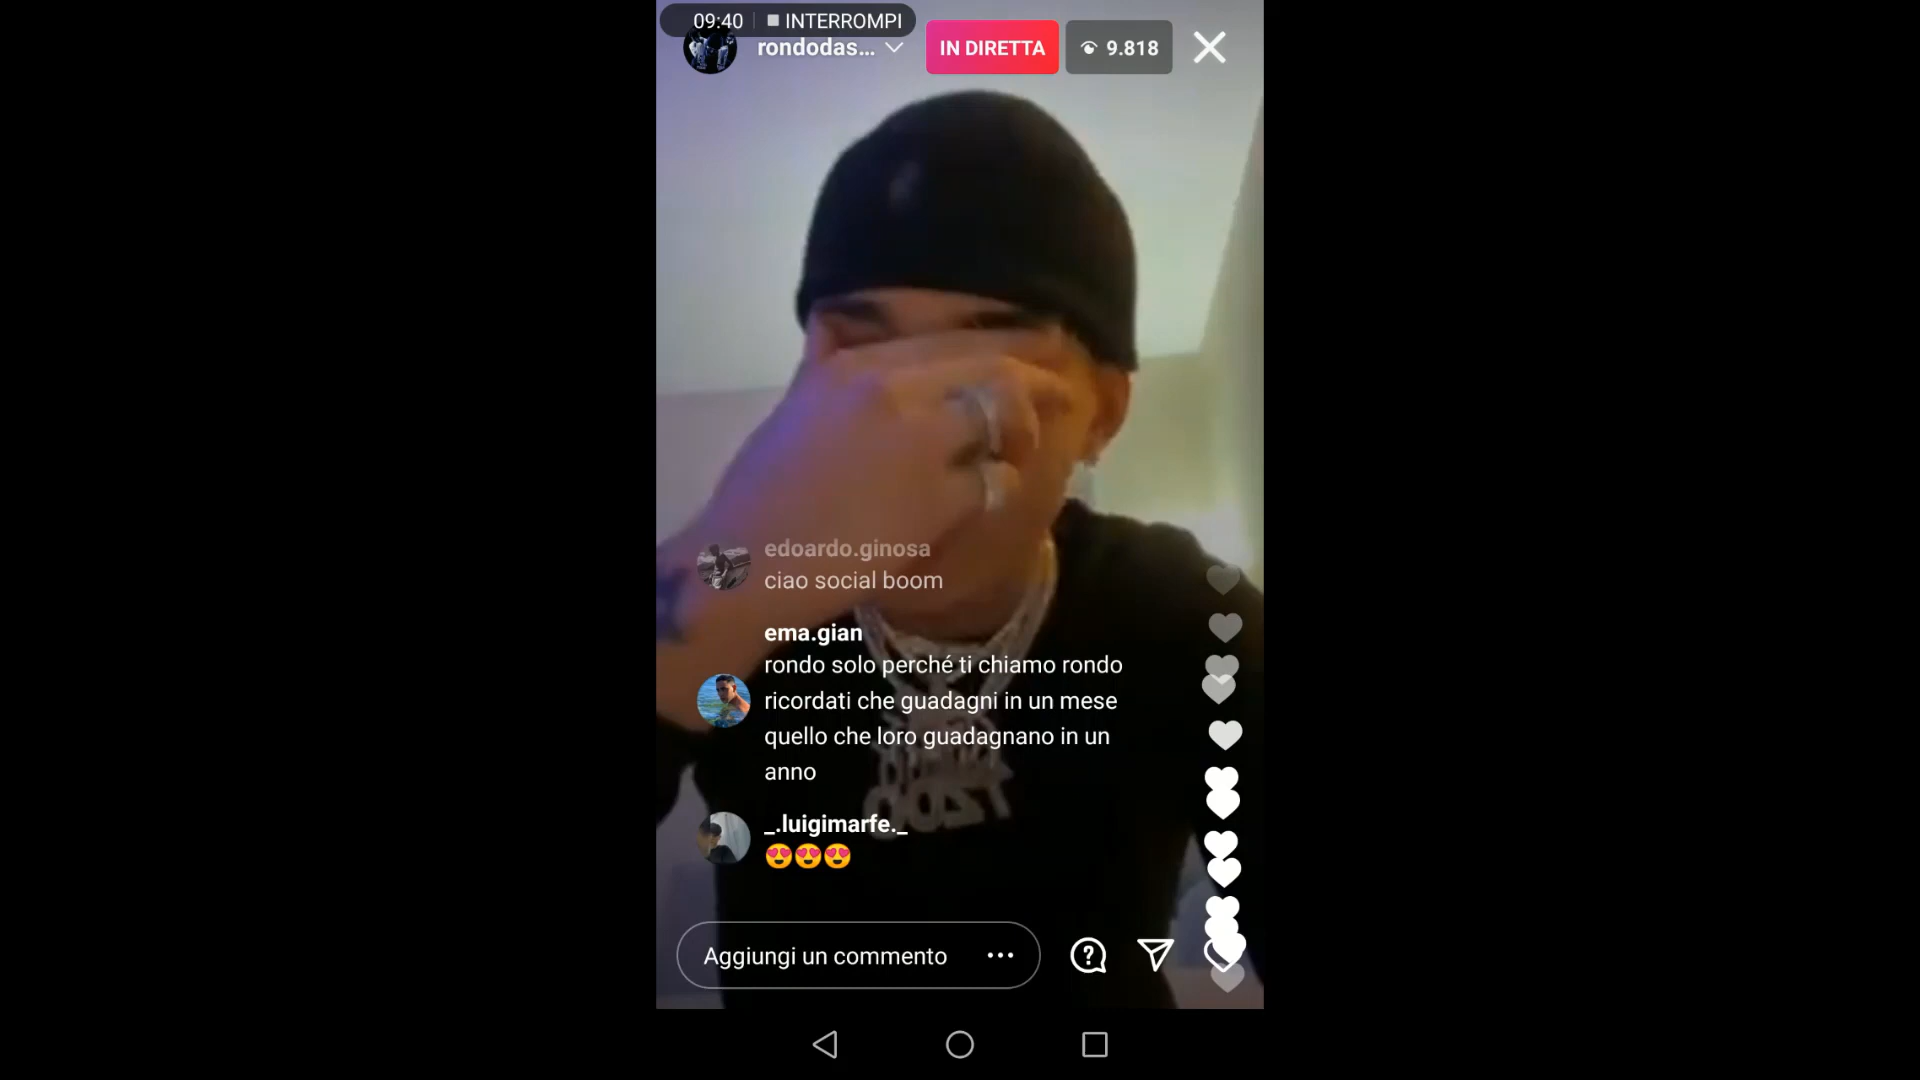 09:40 INTERROMPI
rondodas... IN DIRETTA 9.818
edoardo.ginosa
ciao social boom
ema.gian
rondo solo perché ti chiamo rondo
ricordati che guadagni in un mese
quello che loro guadagnano in un
anno
_.luigimarfe._
😍😍😍
Aggiungi un commento